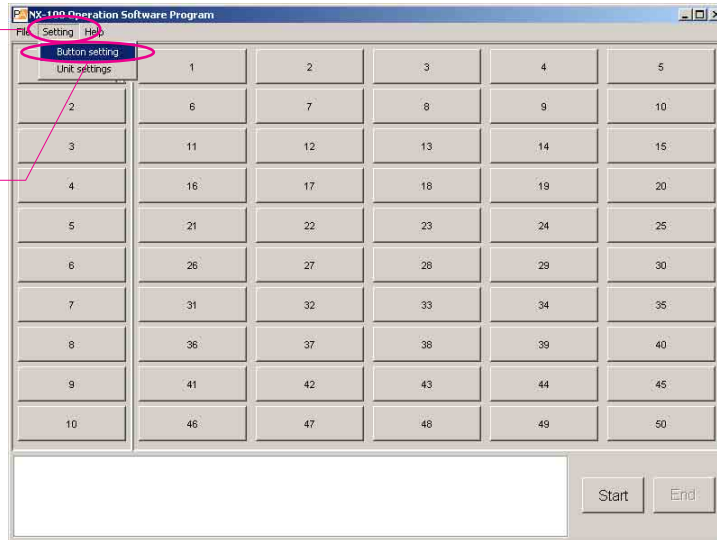 NX-100 Operation Software Program
File Setting Help
Button setting
Unit settings
1 2 3 4 5
2 6 7 8 9 10
3 11 12 13 14 15
4 16 17 18 19 20
5 21 22 23 24 25
6 26 27 28 29 30
7 31 32 33 34 35
8 36 37 38 39 40
9 41 42 43 44 45
10 46 47 48 49 50
Start End